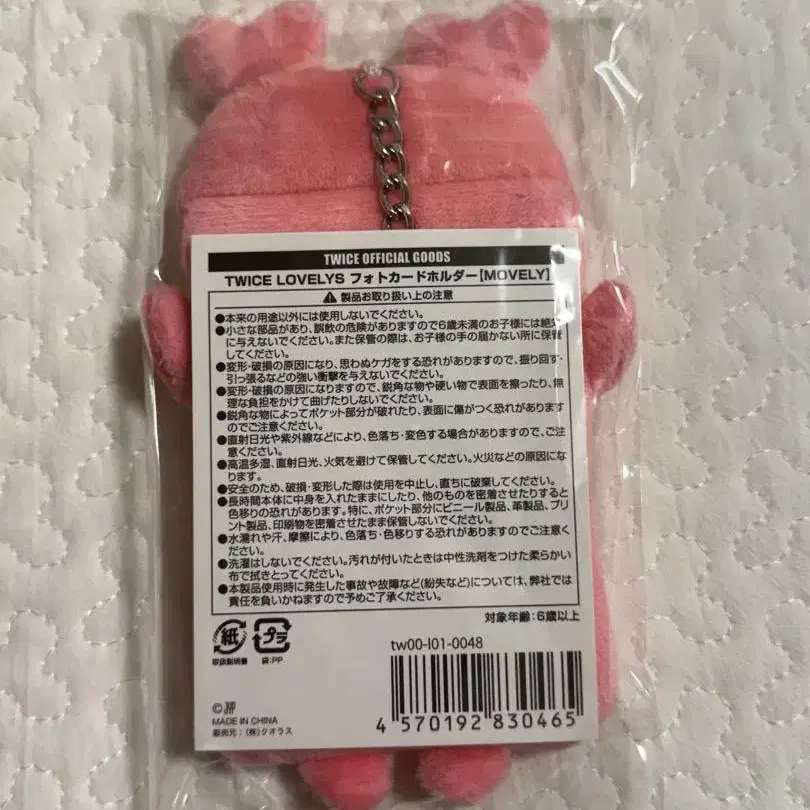 TWICE OFFICIAL GOODS
TWICE LOVELYS フォトカードホルダー[MOVELY]
⚠製品お取り扱い上の注意
●本来の用途以外には使用しないでください。
●小さな部品があり、誤飲の危険がありますので6歳未満のお子様には絶対
に与えないでください。また保管の際は、お子様の手の届かない所に保管
してください。
●変形・破損の原因になり、思わぬケガをする恐れがありますので、振り回す・
引っ張るなどの強い衝撃を与えないでください。
●変形・破損の原因になりますので、鋭角な物や硬い物で表面を擦ったり、無
理な負担をかけて曲げたりしないでください。
●鋭角な物によってポケット部分が破れたり、表面に傷がつく恐れがあります
のでご注意ください。
●直射日光や紫外線などにより、色落ち・変色する場合がありますので、ご注
意ください。
●高温多湿、直射日光、火気を避けて保管してください。火災などの原因にな
ります。
●安全のため、破損・変形した際は使用を中止し、直ちに破棄してください。
●長時間本体に中身を入れたままにしたり、他のものを密着させたりすると
色移りの恐れがあります。特に、ポケット部分にビニール製品、革製品、プリ
ント製品、印刷物を密着させたまま保管しないでください。
●水濡れや汗、摩擦により、色落ち・色移りする恐れがありますのでご注意く
ださい。
●洗濯はしないでください。汚れが付いたときは中性洗剤をつけた柔らかい
布で拭きとってください。
●本製品使用時に発生した事故や故障など(紛失など)については、弊社では
責任を負いかねますので予めご了承ください。
対象年齢：6歳以上
紙 プラ
取扱説明書 袋：PP
tw00-l01-0048
©JYP
MADE IN CHINA
販売元：(株)クオラス
4 570192 830465